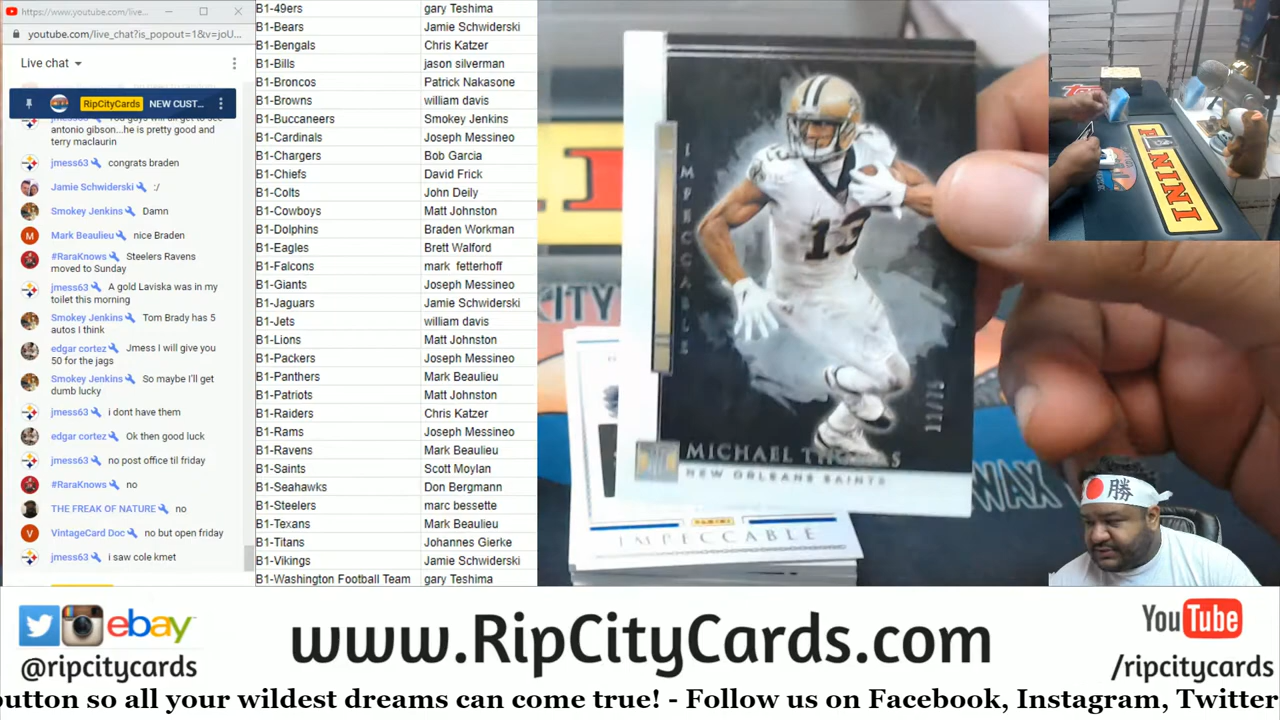 https://www.youtube.com/live...
youtube.com/live_chat?is_popout=1&v=joU...
Live chat
RipCityCards NEW CUST...
antonio gibson...he is pretty good and
terry maclaurin
jmess63 congrats braden
Jamie Schwiderski :/
Smokey Jenkins Damn
Mark Beaulieu nice Braden
#RaraKnows Steelers Ravens
moved to Sunday
jmess63 A gold Laviska was in my
toilet this morning
Smokey Jenkins Tom Brady has 5
autos I think
edgar cortez Jmess I will give you
50 for the jags
Smokey Jenkins So maybe I'll get
dumb lucky
jmess63 i dont have them
edgar cortez Ok then good luck
jmess63 no post office til friday
#RaraKnows no
THE FREAK OF NATURE no
VintageCard Doc no but open friday
jmess63 i saw cole kmet
B1-49ers gary Teshima
B1-Bears Jamie Schwiderski
B1-Bengals Chris Katzer
B1-Bills jason silverman
B1-Broncos Patrick Nakasone
B1-Browns william davis
B1-Buccaneers Smokey Jenkins
B1-Cardinals Joseph Messineo
B1-Chargers Bob Garcia
B1-Chiefs David Frick
B1-Colts John Deily
B1-Cowboys Matt Johnston
B1-Dolphins Braden Workman
B1-Eagles Brett Walford
B1-Falcons mark fetterhoff
B1-Giants Joseph Messineo
B1-Jaguars Jamie Schwiderski
B1-Jets william davis
B1-Lions Matt Johnston
B1-Packers Joseph Messineo
B1-Panthers Mark Beaulieu
B1-Patriots Matt Johnston
B1-Raiders Chris Katzer
B1-Rams Joseph Messineo
B1-Ravens Mark Beaulieu
B1-Saints Scott Moylan
B1-Seahawks Don Bergmann
B1-Steelers marc bessette
B1-Texans Mark Beaulieu
B1-Titans Johannes Gierke
B1-Vikings Jamie Schwiderski
B1-Washington Football Team gary Teshima
IMPECCABLE
13
MICHAEL THOMAS
NEW ORLEANS SAINTS
PANINI
IMPECCABLE
WAX
PANINI
勝
ebay
@ripcitycards
www.RipCityCards.com
YouTube
/ripcitycards
button so all your wildest dreams can come true! - Follow us on Facebook, Instagram, Twitter